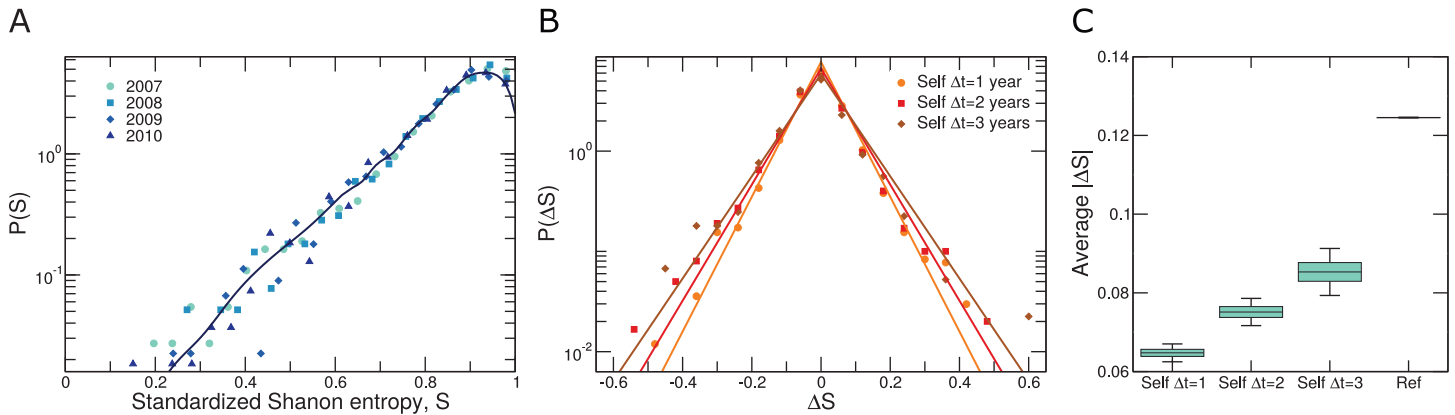 A
P(S)
10⁰
10⁻¹
2007
2008
2009
2010
0 0.2 0.4 0.6 0.8 1
Standardized Shanon entropy, S
B
P(ΔS)
10⁰
10⁻²
Self Δt=1 year
Self Δt=2 years
Self Δt=3 years
-0.6 -0.4 -0.2 0 0.2 0.4 0.6
ΔS
C
Average |ΔS|
0.14
0.12
0.1
0.08
0.06
Self Δt=1 Self Δt=2 Self Δt=3 Ref